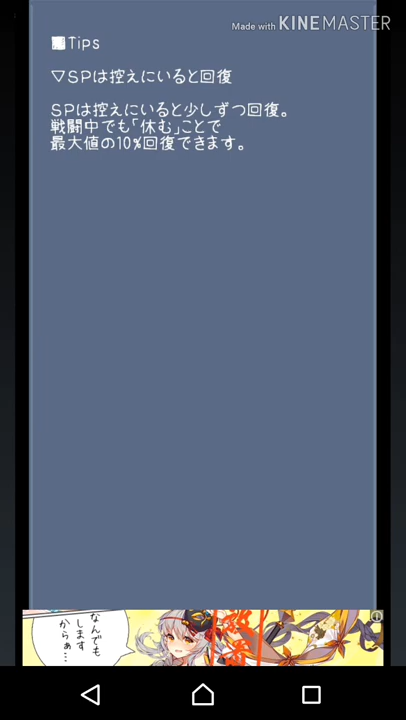 Made with KINEMASTER
■Tips
▽SPは控えにいると回復
SPは控えにいると少しずつ回復。
戦闘中でも「休む」ことで
最大値の10%回復できます。
なんでも
します
からぁ…